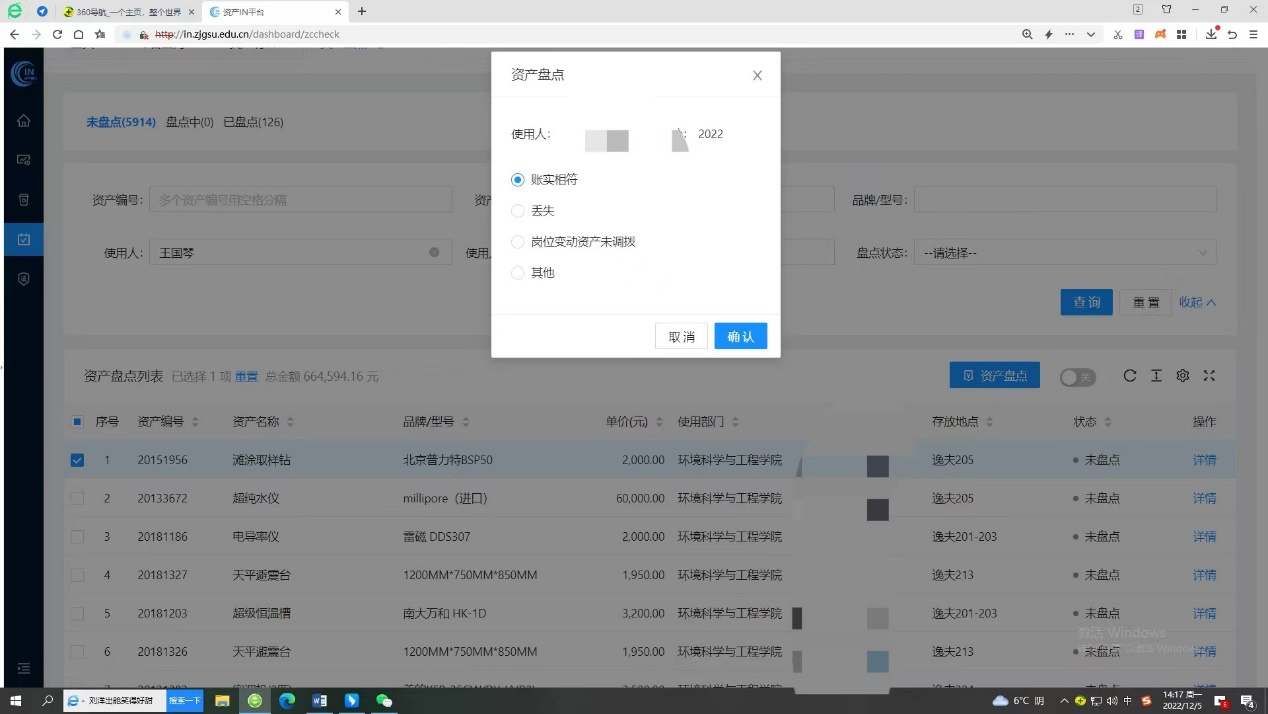 360导航_一个主页，整个世界
资产IN平台
2
http://in.zjgsu.edu.cn/dashboard/zccheck
IN
未盘点(5914) 盘点中(0) 已盘点(126)
资产盘点
使用人：
2022
账实相符
丢失
岗位变动资产未调拨
其他
取 消 确 认
资产编号： 多个资产编号用空格分隔 资产 品牌/型号：
使用人： 王国琴 使用 盘点状态： --请选择--
查 询 重 置 收起
资产盘点列表 已选择 1 项 重置 总金额 664,594.16 元 资产盘点 关
序号 资产编号 资产名称 品牌/型号 单价(元) 使用部门 存放地点 状态 操作
1 20151956 滩涂取样钻 北京普力特BSP50 2,000.00 环境科学与工程学院 逸夫205 未盘点 详情
2 20133672 超纯水仪 millipore（进口） 60,000.00 环境科学与工程学院 逸夫205 未盘点 详情
3 20181186 电导率仪 雷磁 DDS307 2,000.00 环境科学与工程学院 逸夫201-203 未盘点 详情
4 20181327 天平避震台 1200MM*750MM*850MM 1,950.00 环境科学与工程学院 逸夫213 未盘点 详情
5 20181203 超级恒温槽 南大万和 HK-1D 3,200.00 环境科学与工程学院 逸夫201-203 未盘点 详情
6 20181326 天平避震台 1200MM*750MM*850MM 1,950.00 环境科学与工程学院 逸夫213 未盘点 详情
激活 Windows
刘洋出舱笑得好甜 搜索一下
6°C 阴
中
14:17 周一
2022/12/5
4